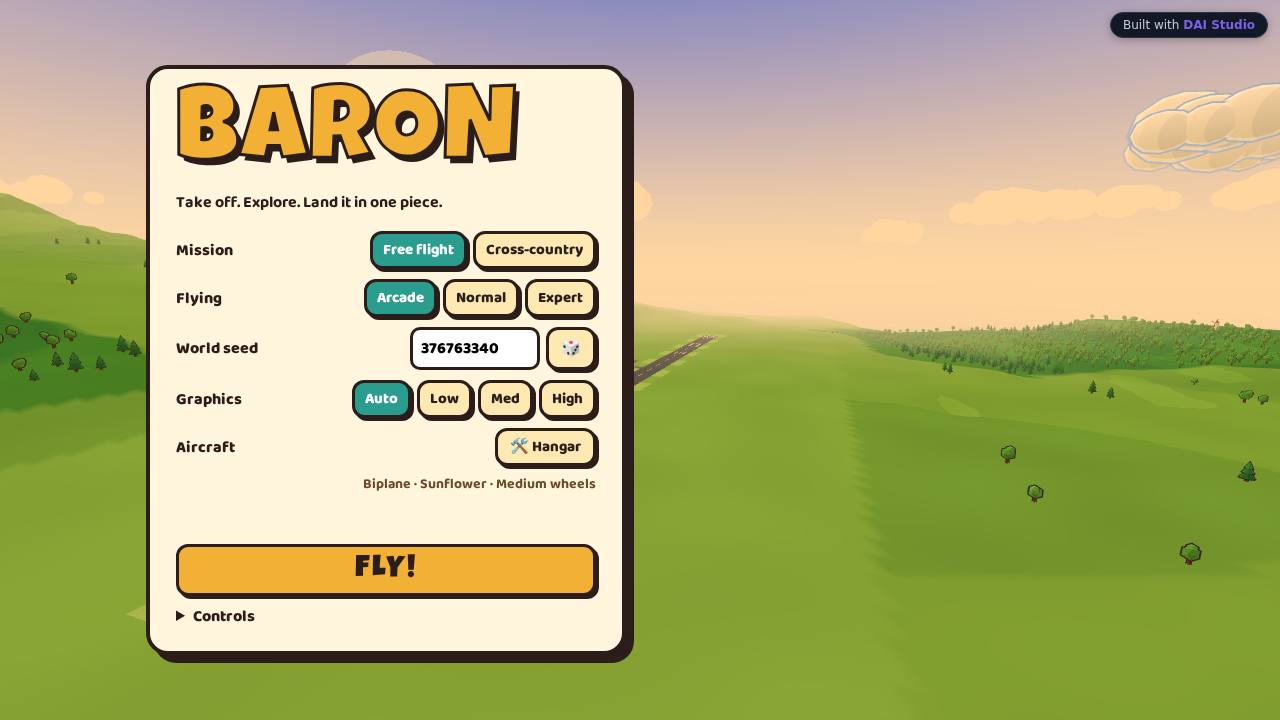 Built with DAI Studio
BARON
Take off. Explore. Land it in one piece.
Mission Free flight Cross-country
Flying Arcade Normal Expert
World seed 376763340
Graphics Auto Low Med High
Aircraft 🛠️ Hangar
Biplane · Sunflower · Medium wheels
FLY!
▶ Controls